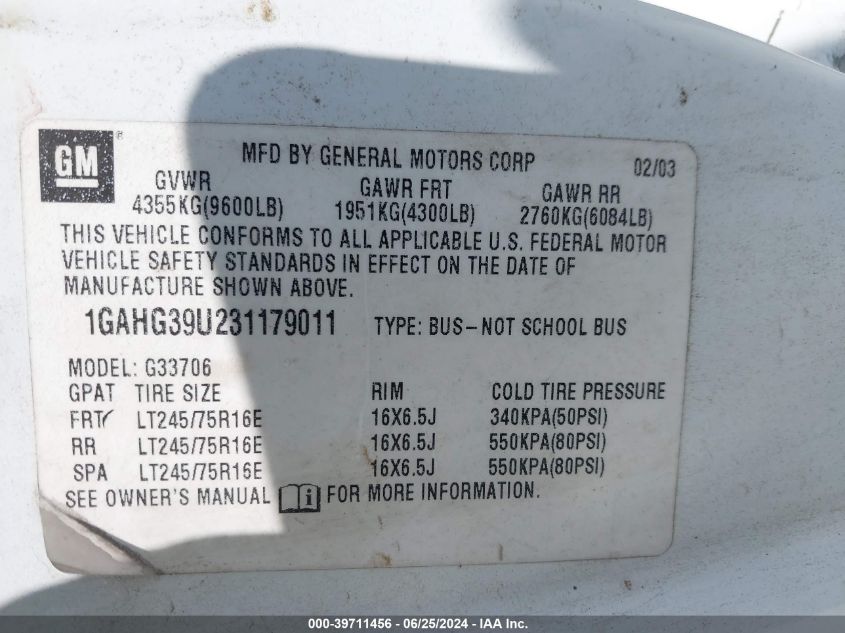 GM ®
MFD BY GENERAL MOTORS CORP 02/03
GVWR GAWR FRT GAWR RR
4355KG(9600LB) 1951KG(4300LB) 2760KG(6084LB)
THIS VEHICLE CONFORMS TO ALL APPLICABLE U.S. FEDERAL MOTOR
VEHICLE SAFETY STANDARDS IN EFFECT ON THE DATE OF
MANUFACTURE SHOWN ABOVE.
1GAHG39U231179011 TYPE: BUS-NOT SCHOOL BUS
MODEL: G33706
GPAT TIRE SIZE RIM COLD TIRE PRESSURE
FRT LT245/75R16E 16X6.5J 340KPA(50PSI)
RR LT245/75R16E 16X6.5J 550KPA(80PSI)
SPA LT245/75R16E 16X6.5J 550KPA(80PSI)
SEE OWNER'S MANUAL i FOR MORE INFORMATION.
000-39711456 - 06/25/2024 - IAA Inc.